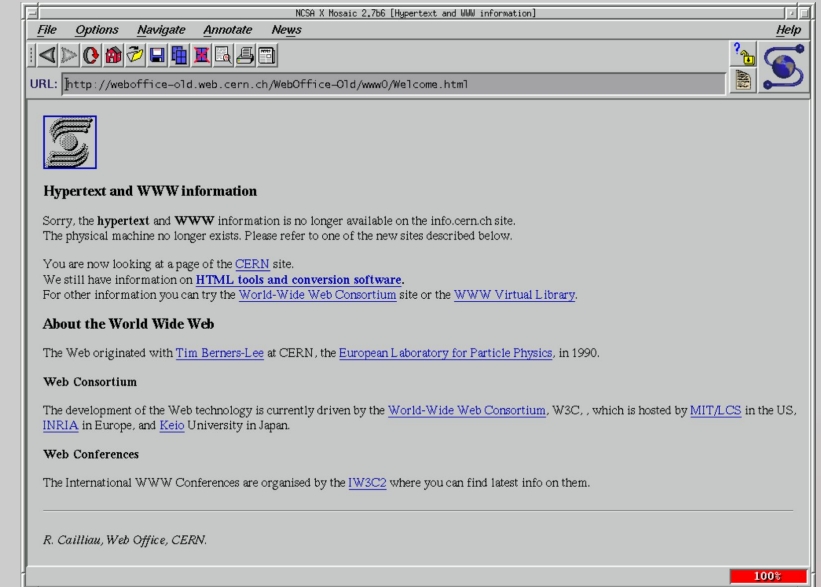 NCSA X Mosaic 2.7b6 [Hypertext and WWW information]
File Options Navigate Annotate News Help
URL: http://weboffice-old.web.cern.ch/WebOffice-Old/www0/Welcome.html
Hypertext and WWW information
Sorry, the hypertext and WWW information is no longer available on the info.cern.ch site.
The physical machine no longer exists. Please refer to one of the new sites described below.
You are now looking at a page of the CERN site.
We still have information on HTML tools and conversion software.
For other information you can try the World-Wide Web Consortium site or the WWW Virtual Library.
About the World Wide Web
The Web originated with Tim Berners-Lee at CERN, the European Laboratory for Particle Physics, in 1990.
Web Consortium
The development of the Web technology is currently driven by the World-Wide Web Consortium, W3C, , which is hosted by MIT/LCS in the US,
INRIA in Europe, and Keio University in Japan.
Web Conferences
The International WWW Conferences are organised by the IW3C2 where you can find latest info on them.
R. Cailliau, Web Office, CERN.
100%